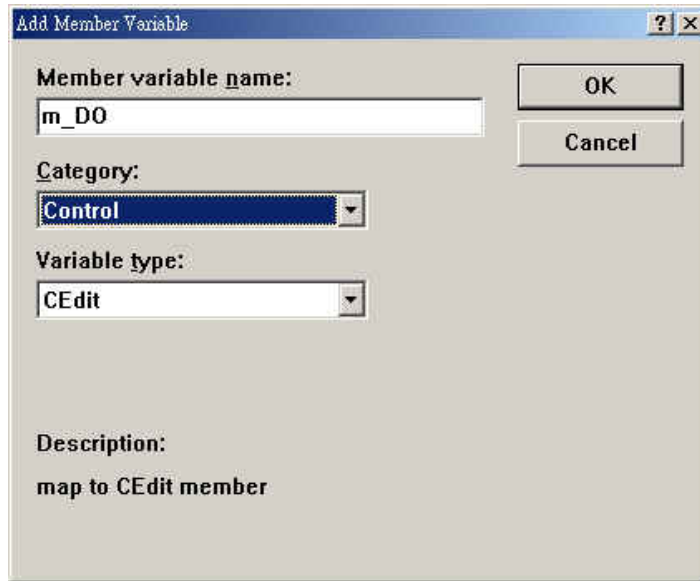 Add Member Variable
Member variable name:
m_DO
Category:
Control
Variable type:
CEdit
Description:
map to CEdit member
OK
Cancel